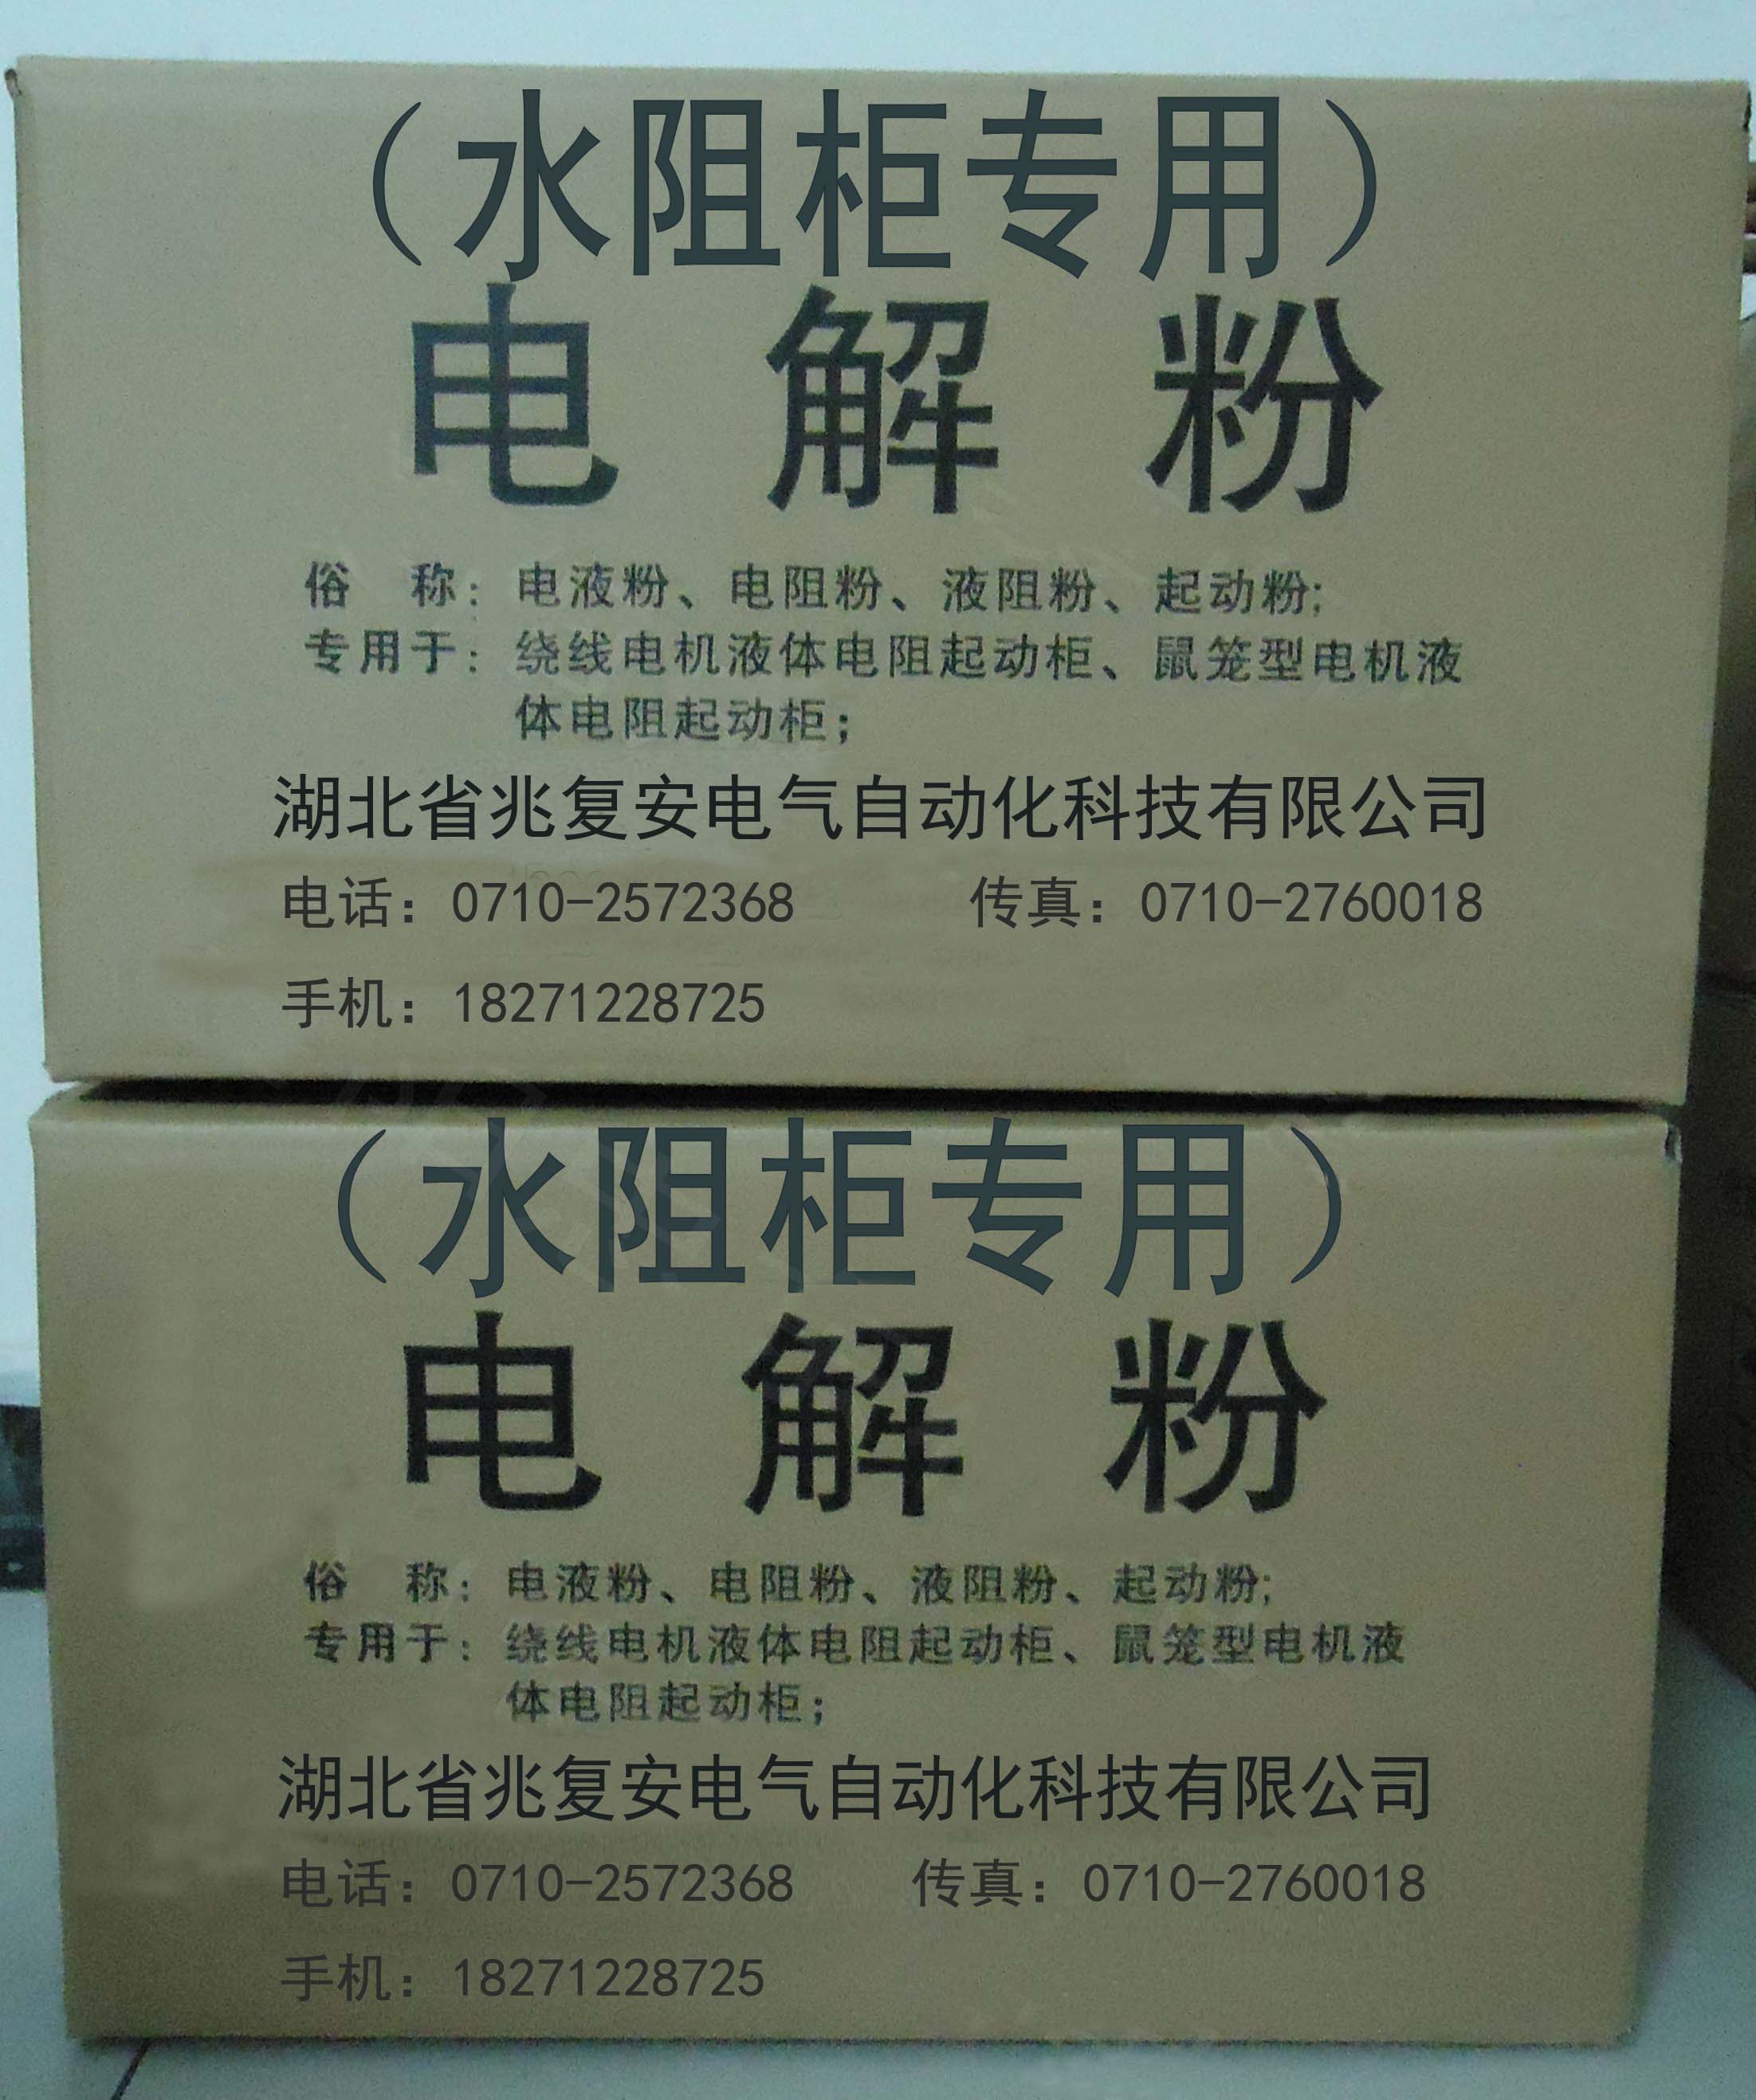 （水阻柜专用）
电 解 粉
俗 称：电液粉、电阻粉、液阻粉、起动粉;
专用于：绕线电机液体电阻起动柜、鼠笼型电机液
体电阻起动柜；
湖北省兆复安电气自动化科技有限公司
电话：0710-2572368 传真：0710-2760018
手机：18271228725
（水阻柜专用）
电 解 粉
俗 称：电液粉、电阻粉、液阻粉、起动粉;
专用于：绕线电机液体电阻起动柜、鼠笼型电机液
体电阻起动柜；
湖北省兆复安电气自动化科技有限公司
电话：0710-2572368 传真：0710-2760018
手机：18271228725